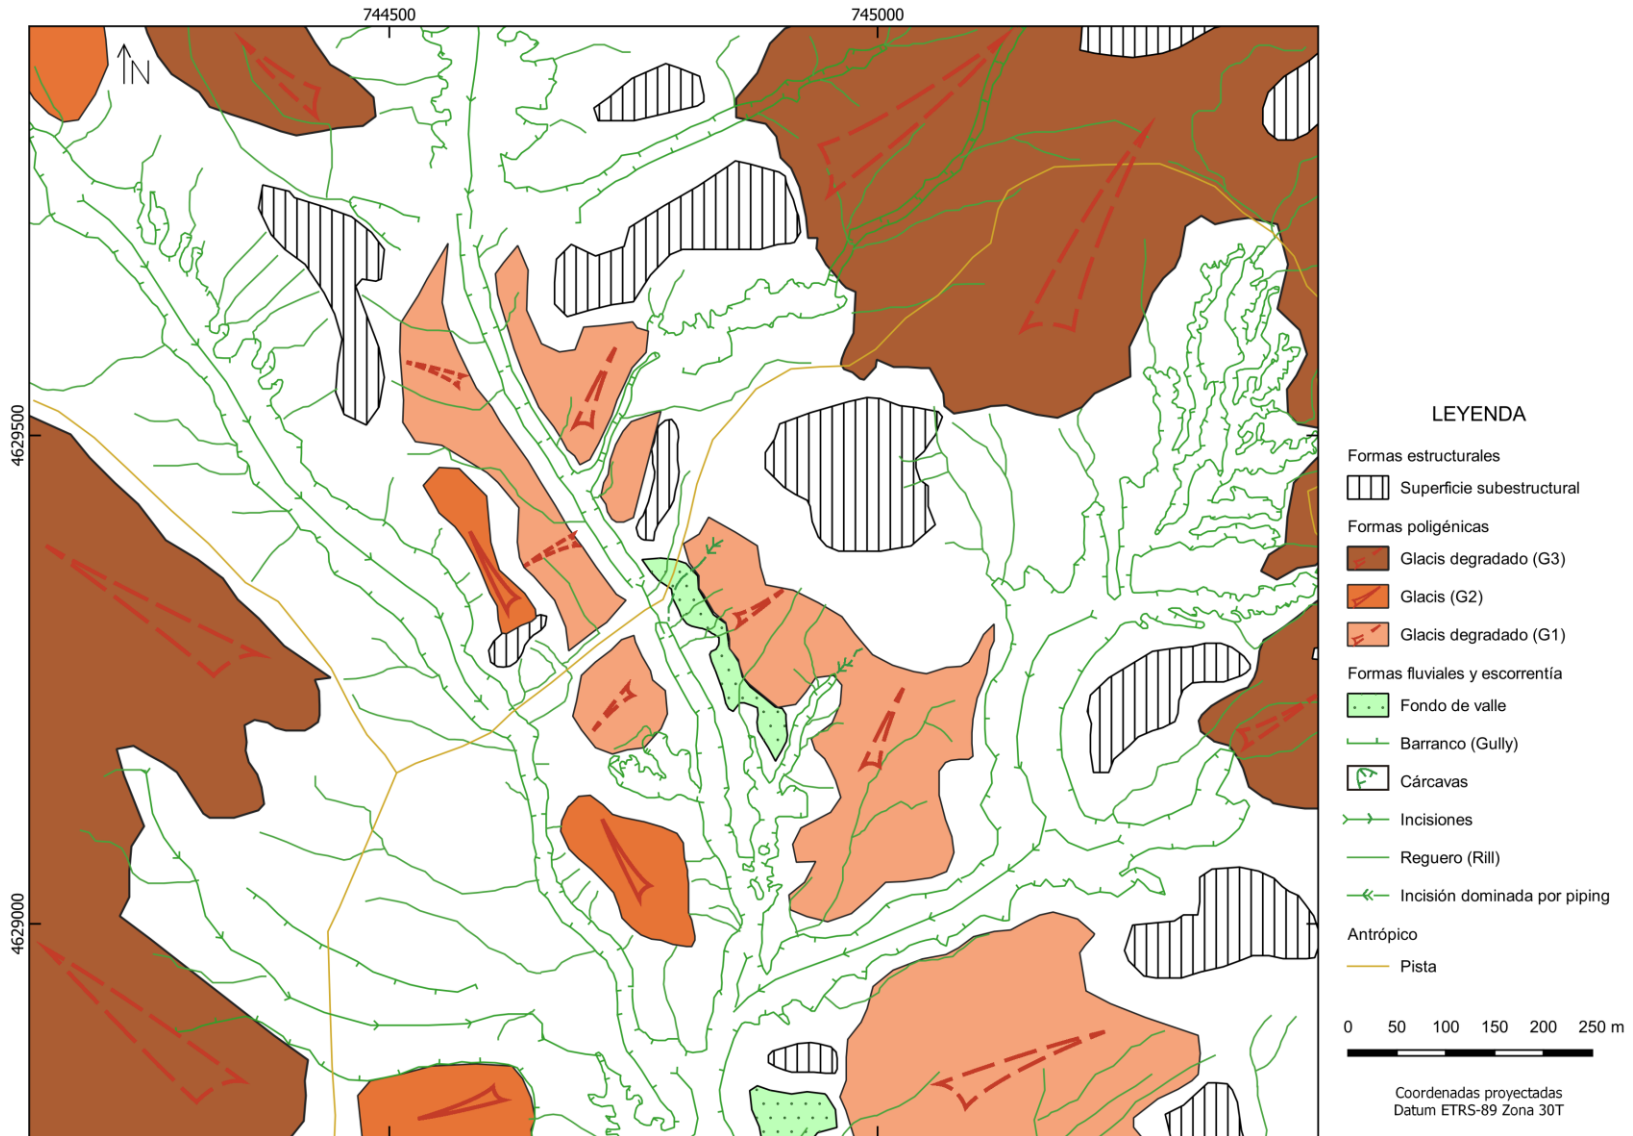 744500
745000
N
4629500
4629000
LEYENDA
Formas estructurales
Superficie subestructural
Formas poligénicas
Glacis degradado (G3)
Glacis (G2)
Glacis degradado (G1)
Formas fluviales y escorrentía
Fondo de valle
Barranco (Gully)
Cárcavas
Incisiones
Reguero (Rill)
Incisión dominada por piping
Antrópico
Pista
0 50 100 150 200 250 m
Coordenadas proyectadas
Datum ETRS-89 Zona 30T